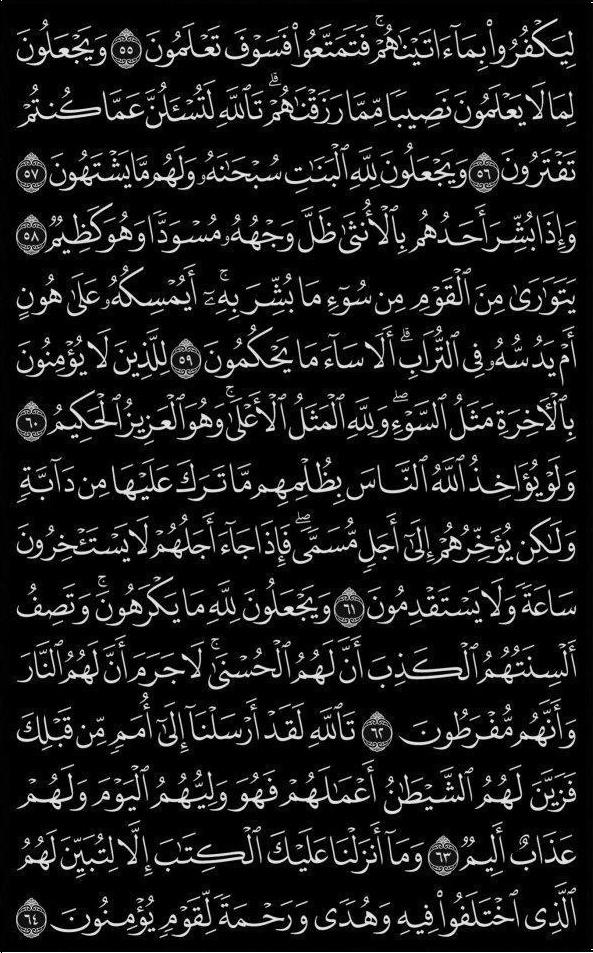 لِيَكْفُرُوا۟ بِمَآ ءَاتَيْنَـٰهُمْ ۚ فَتَمَتَّعُوا۟ فَسَوْفَ تَعْلَمُونَ ٥٥ وَيَجْعَلُونَ
لِمَا لَا يَعْلَمُونَ نَصِيبًا مِّمَّا رَزَقْنَـٰهُمْ ۗ تَٱللَّهِ لَتُسْـَٔلُنَّ عَمَّا كُنتُمْ
تَفْتَرُونَ ٥٦ وَيَجْعَلُونَ لِلَّهِ ٱلْبَنَـٰتِ سُبْحَـٰنَهُۥ ۙ وَلَهُم مَّا يَشْتَهُونَ ٥٧
وَإِذَا بُشِّرَ أَحَدُهُم بِٱلْأُنثَىٰ ظَلَّ وَجْهُهُۥ مُسْوَدًّا وَهُوَ كَظِيمٌ ٥٨
يَتَوَٰرَىٰ مِنَ ٱلْقَوْمِ مِن سُوٓءِ مَا بُشِّرَ بِهِۦٓ ۚ أَيُمْسِكُهُۥ عَلَىٰ هُونٍ
أَمْ يَدُسُّهُۥ فِى ٱلتُّرَابِ ۗ أَلَا سَآءَ مَا يَحْكُمُونَ ٥٩ لِلَّذِينَ لَا يُؤْمِنُونَ
بِٱلْـَٔاخِرَةِ مَثَلُ ٱلسَّوْءِ ۖ وَلِلَّهِ ٱلْمَثَلُ ٱلْأَعْلَىٰ ۚ وَهُوَ ٱلْعَزِيزُ ٱلْحَكِيمُ ٦٠
وَلَوْ يُؤَاخِذُ ٱللَّهُ ٱلنَّاسَ بِظُلْمِهِم مَّا تَرَكَ عَلَيْهَا مِن دَآبَّةٍ
وَلَـٰكِن يُؤَخِّرُهُمْ إِلَىٰٓ أَجَلٍ مُّسَمًّى ۖ فَإِذَا جَآءَ أَجَلُهُمْ لَا يَسْتَـْٔخِرُونَ
سَاعَةً وَلَا يَسْتَقْدِمُونَ ٦١ وَيَجْعَلُونَ لِلَّهِ مَا يَكْرَهُونَ ۚ وَتَصِفُ
أَلْسِنَتُهُمُ ٱلْكَذِبَ أَنَّ لَهُمُ ٱلْحُسْنَىٰ ۖ لَا جَرَمَ أَنَّ لَهُمُ ٱلنَّارَ
وَأَنَّهُم مُّفْرَطُونَ ٦٢ تَٱللَّهِ لَقَدْ أَرْسَلْنَآ إِلَىٰٓ أُمَمٍ مِّن قَبْلِكَ
فَزَيَّنَ لَهُمُ ٱلشَّيْطَـٰنُ أَعْمَـٰلَهُمْ فَهُوَ وَلِيُّهُمُ ٱلْيَوْمَ وَلَهُمْ
عَذَابٌ أَلِيمٌ ٦٣ وَمَآ أَنزَلْنَا عَلَيْكَ ٱلْكِتَـٰبَ إِلَّا لِتُبَيِّنَ لَهُمُ
ٱلَّذِى ٱخْتَلَفُوا۟ فِيهِ ۙ وَهُدًى وَرَحْمَةً لِّقَوْمٍ يُؤْمِنُونَ ٦٤